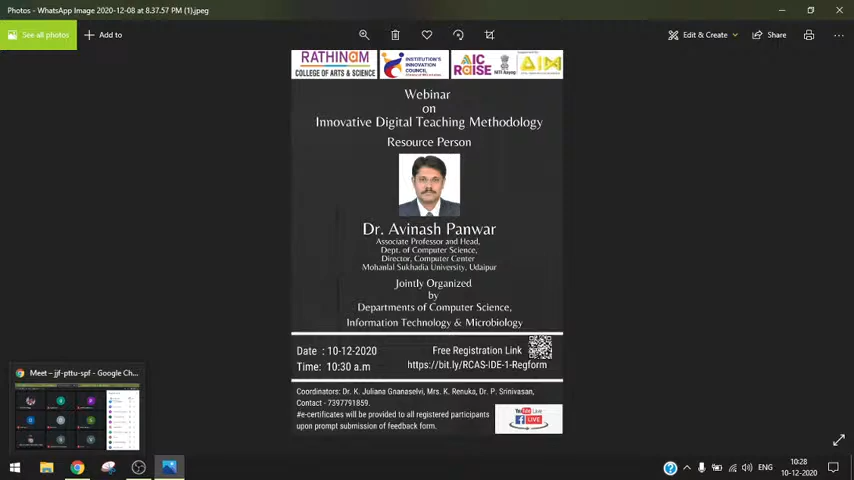 Photos - WhatsApp Image 2020-12-08 at 8.37.57 PM (1).jpeg
See all photos
Add to
Edit & Create
Share
RATHINAM
COLLEGE OF ARTS & SCIENCE
INSTITUTION'S
INNOVATION
COUNCIL
AIC
RAISE
NITI Aayog
AIM
Webinar
on
Innovative Digital Teaching Methodology
Resource Person
Dr. Avinash Panwar
Associate Professor and Head,
Dept. of Computer Science,
Director, Computer Center
Mohanlal Sukhadia University, Udaipur
Jointly Organized
by
Departments of Computer Science,
Information Technology & Microbiology
Date : 10-12-2020
Time: 10:30 a.m
Free Registration Link
https://bit.ly/RCAS-IDE-1-Regform
Coordinators: Dr. K. Juliana Gnanaselvi, Mrs. K. Renuka, Dr. P. Srinivasan,
Contact - 7397791859.
#e-certificates will be provided to all registered participants
upon prompt submission of feedback form.
YouTube LIVE
LIVE
Meet – jjf-pttu-spf - Google Ch...
ENG
10:28
10-12-2020